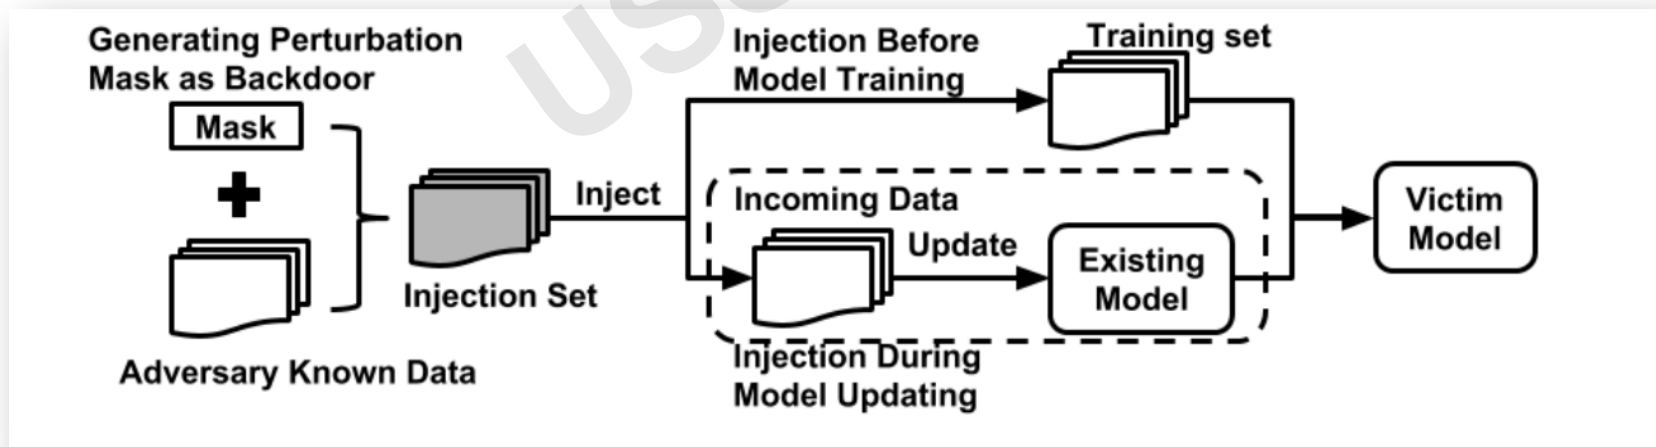 Generating Perturbation
Mask as Backdoor
Mask
Adversary Known Data
Injection Set
Inject
Injection Before
Model Training
Training set
Incoming Data
Update
Existing
Model
Injection During
Model Updating
Victim
Model